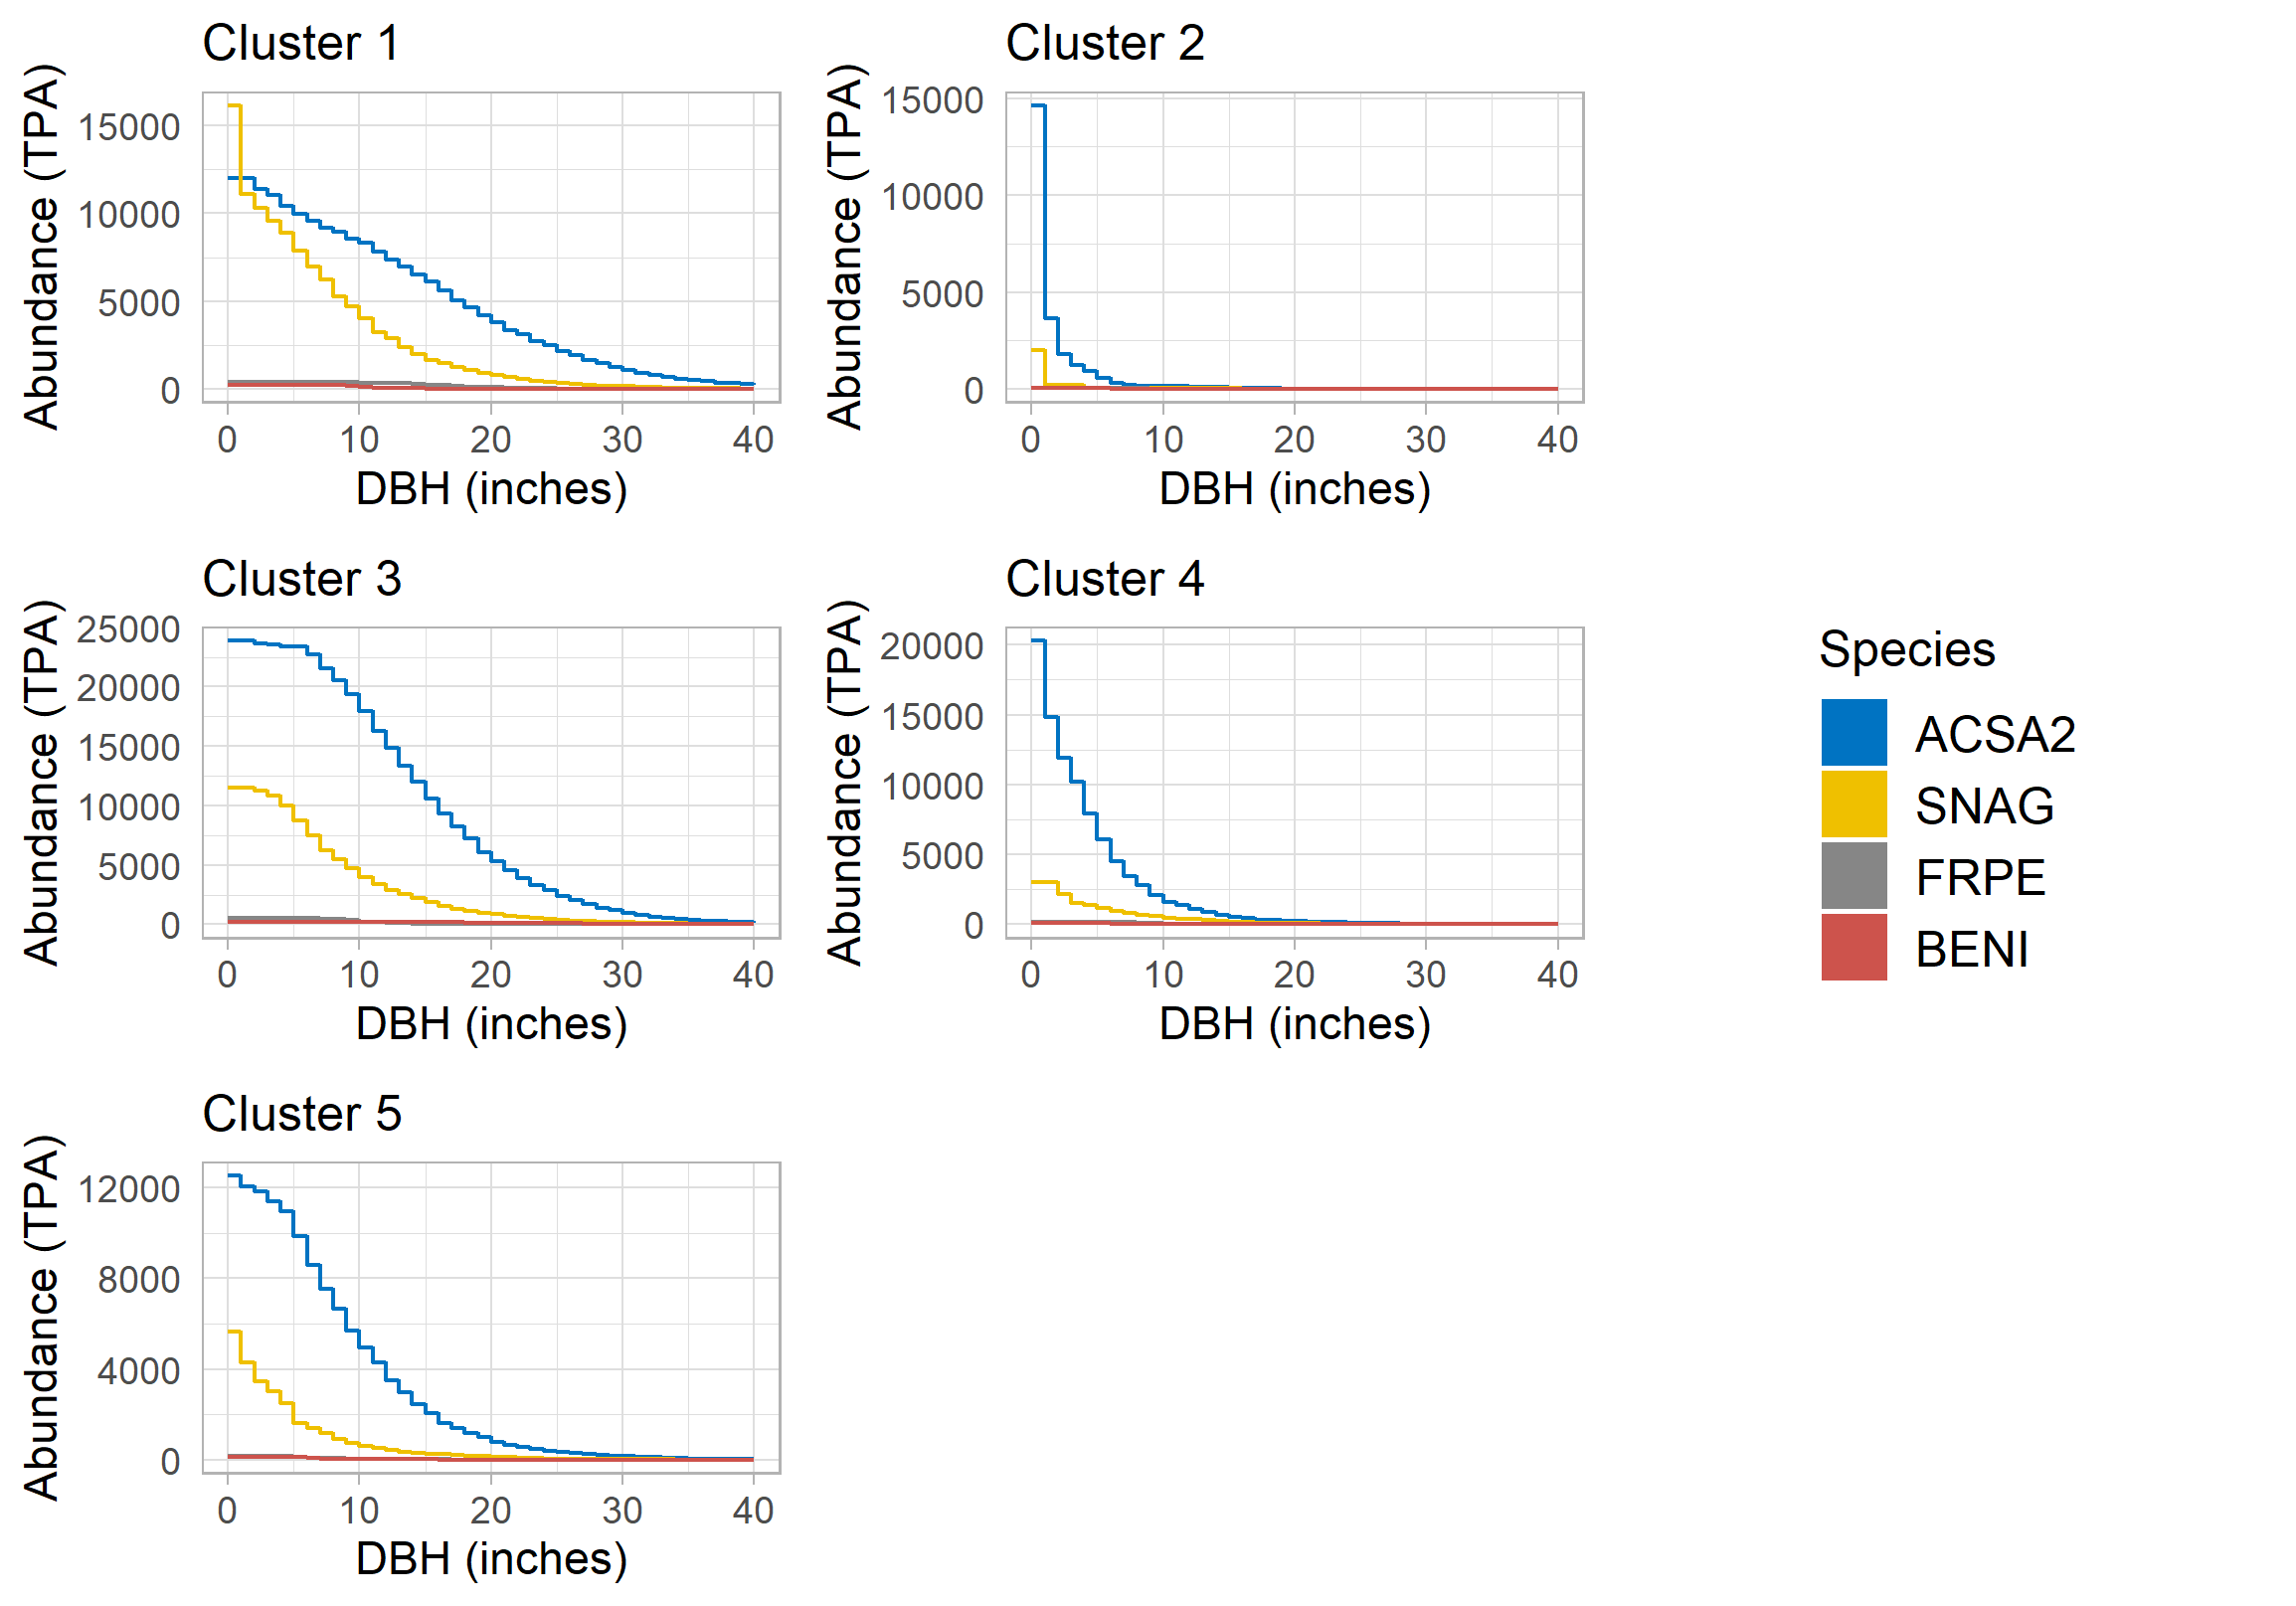 Cluster 1
Abundance (TPA)
15000
10000
5000
0
0 10 20 30 40
DBH (inches)
Cluster 2
Abundance (TPA)
15000
10000
5000
0
0 10 20 30 40
DBH (inches)
Cluster 3
Abundance (TPA)
25000
20000
15000
10000
5000
0
0 10 20 30 40
DBH (inches)
Cluster 4
Abundance (TPA)
20000
15000
10000
5000
0
0 10 20 30 40
DBH (inches)
Species
ACSA2
SNAG
FRPE
BENI
Cluster 5
Abundance (TPA)
12000
8000
4000
0
0 10 20 30 40
DBH (inches)